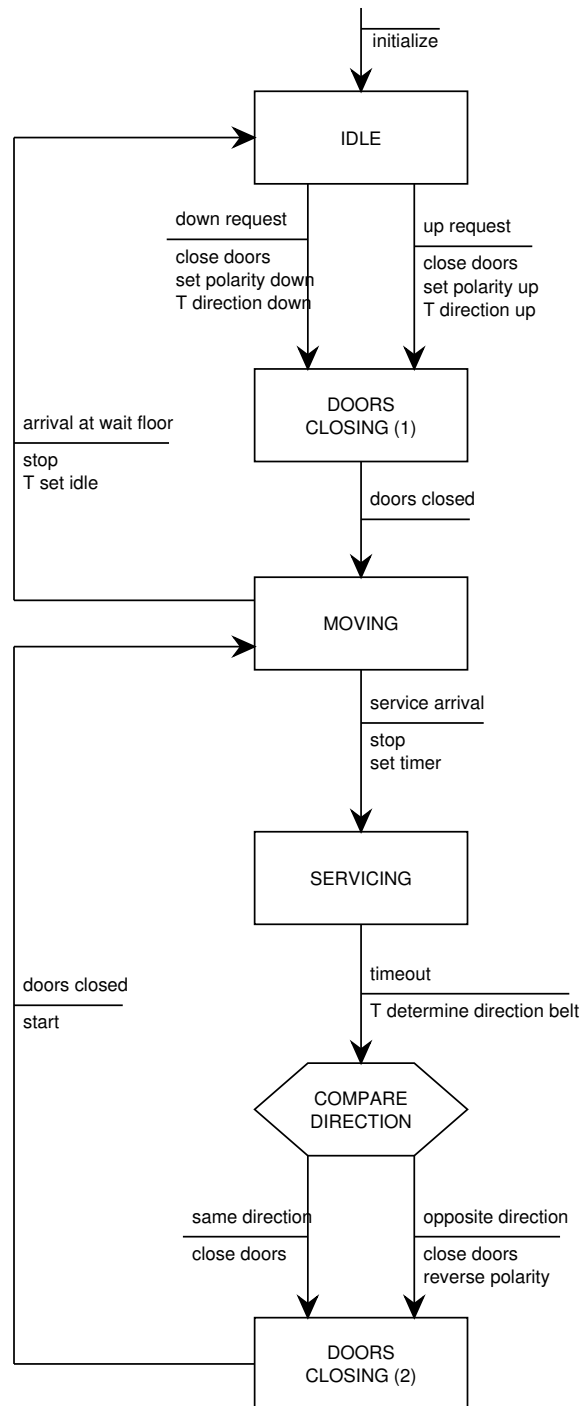 initialize
IDLE
down request
close doors
set polarity down
T direction down
up request
close doors
set polarity up
T direction up
DOORS
CLOSING (1)
arrival at wait floor
stop
T set idle
doors closed
MOVING
service arrival
stop
set timer
SERVICING
timeout
T determine direction belt
doors closed
start
COMPARE
DIRECTION
same direction
close doors
opposite direction
close doors
reverse polarity
DOORS
CLOSING (2)